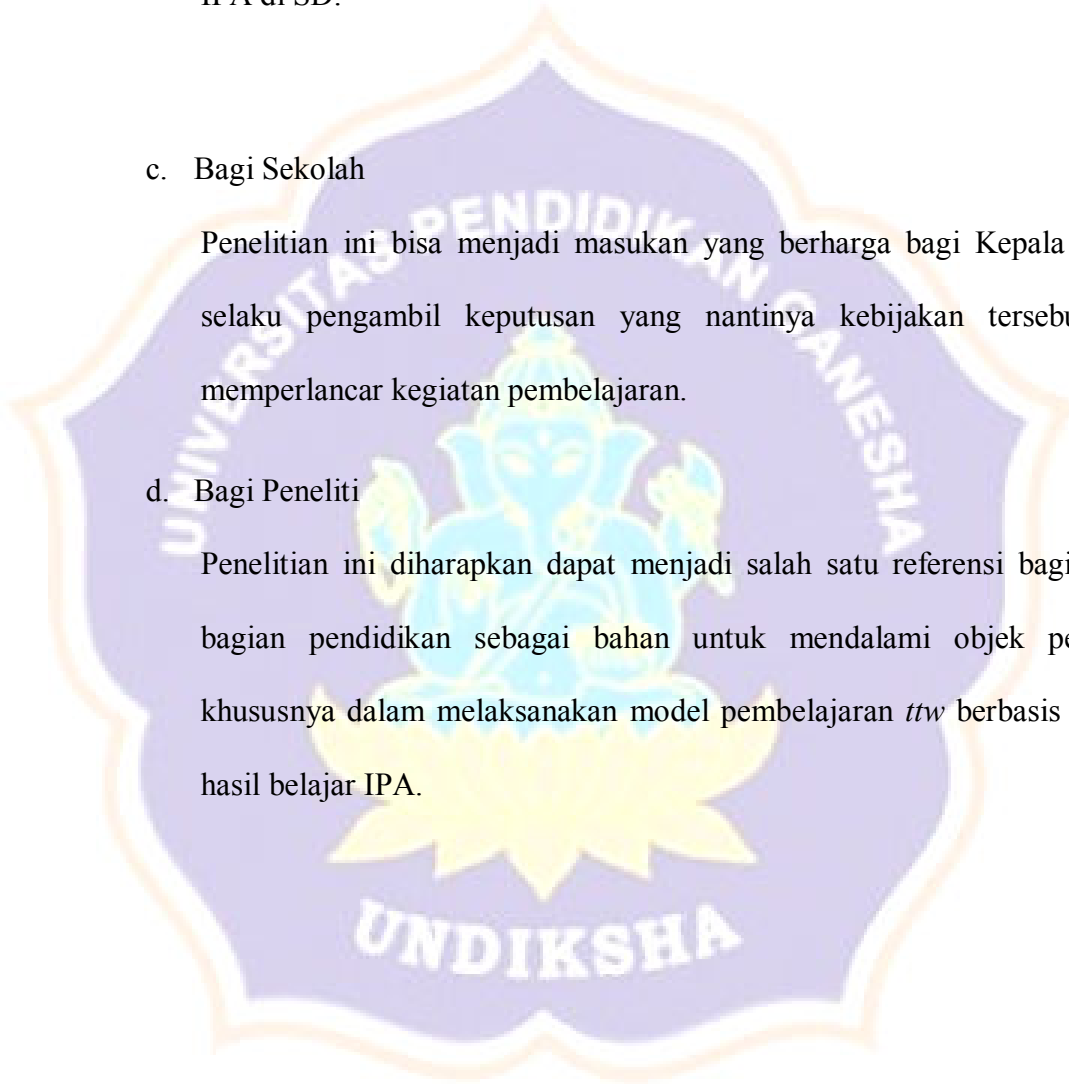 IPA di SD.
c. Bagi Sekolah
Penelitian ini bisa menjadi masukan yang berharga bagi Kepala
selaku pengambil keputusan yang nantinya kebijakan tersebu
memperlancar kegiatan pembelajaran.
d. Bagi Peneliti
Penelitian ini diharapkan dapat menjadi salah satu referensi bagi
bagian pendidikan sebagai bahan untuk mendalami objek pe
khususnya dalam melaksanakan model pembelajaran ttw berbasis
hasil belajar IPA.
UNIVERSITAS PENDIDIKAN GANESHA
UNDIKSHA